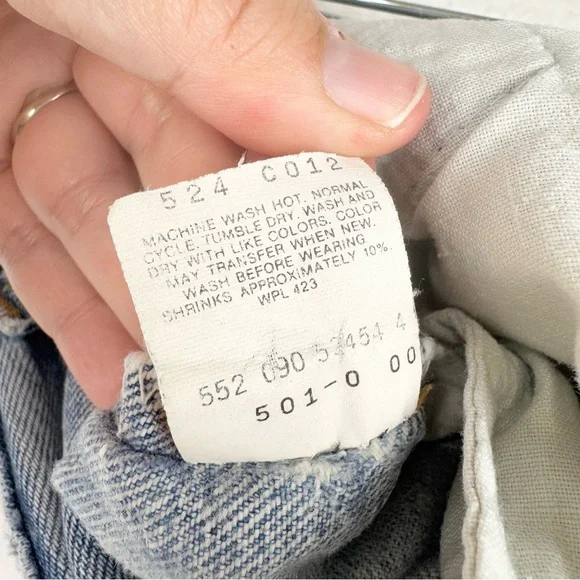 524 C012
MACHINE WASH HOT. NORMAL
CYCLE. TUMBLE DRY. WASH AND
DRY WITH LIKE COLORS. COLOR
MAY TRANSFER WHEN NEW.
WASH BEFORE WEARING
SHRINKS APPROXIMATELY 10%.
WPL 423
552 090 4
501-0 00